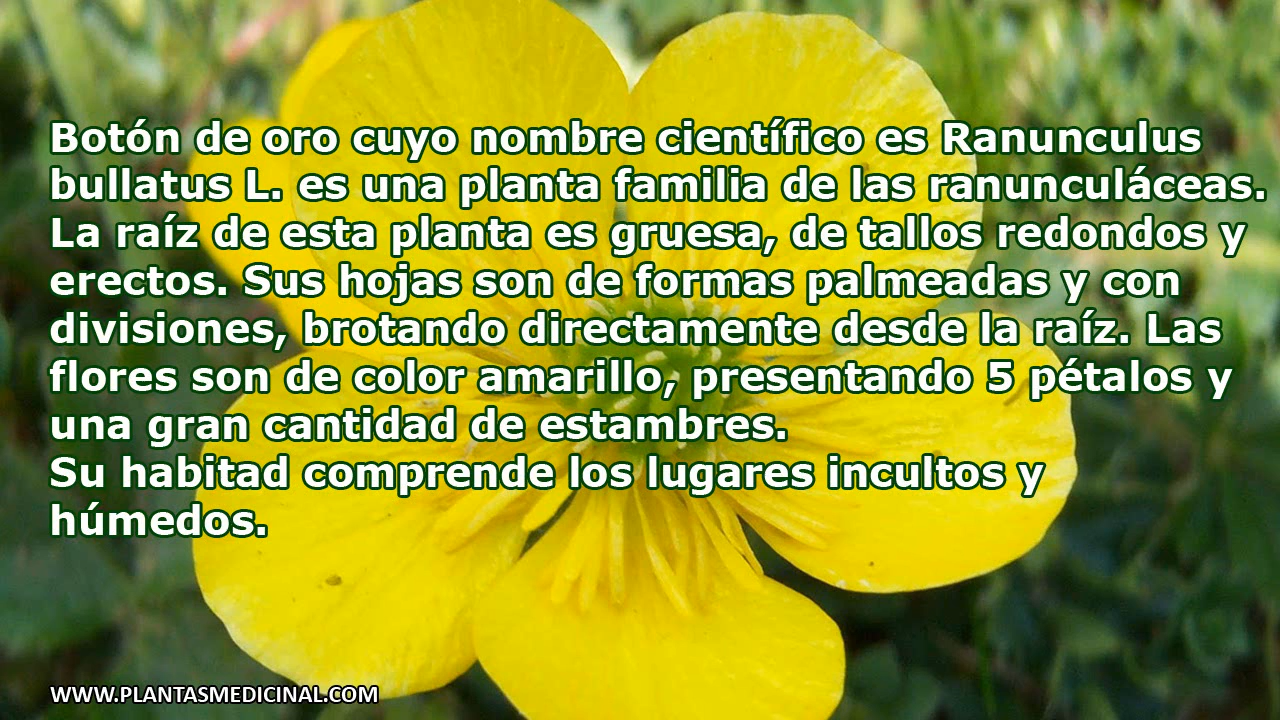 Botón de oro cuyo nombre científico es Ranunculus
bullatus L. es una planta familia de las ranunculáceas.
La raíz de esta planta es gruesa, de tallos redondos y
erectos. Sus hojas son de formas palmeadas y con
divisiones, brotando directamente desde la raíz. Las
flores son de color amarillo, presentando 5 pétalos y
una gran cantidad de estambres.
Su habitad comprende los lugares incultos y
húmedos.
WWW.PLANTASMEDICINAL.COM